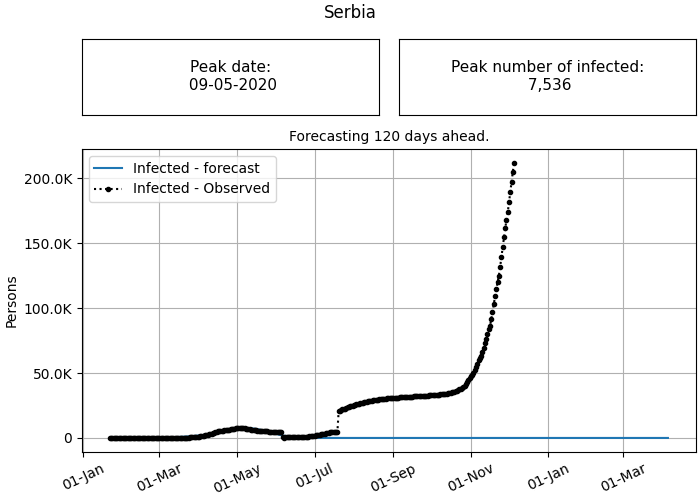 Serbia
Peak date:
09-05-2020
Peak number of infected:
7,536
Forecasting 120 days ahead.
Infected - forecast
Infected - Observed
200.0K
150.0K
100.0K
50.0K
0
Persons
01-Jan
01-Mar
01-May
01-Jul
01-Sep
01-Nov
01-Jan
01-Mar